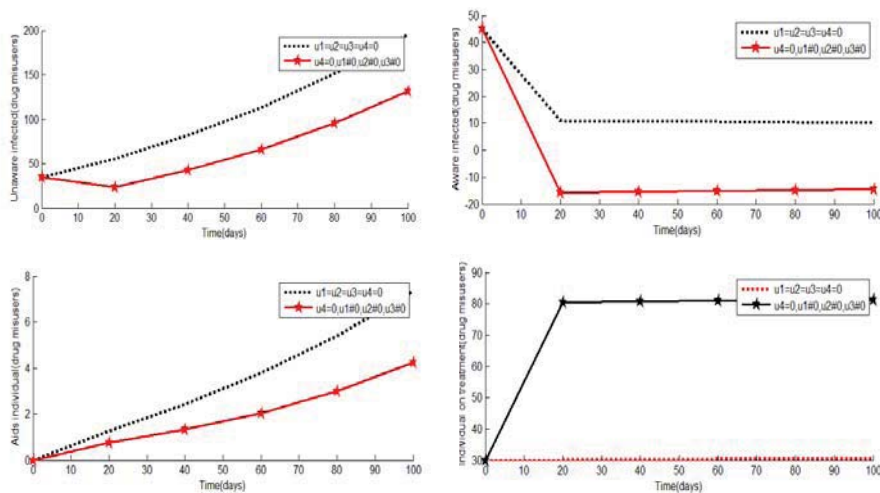 200
150
100
50
0
0 10 20 30 40 50 60 70 80 90 100
Time(days)
Unaware infected(drug misusers)
u1=u2=u3=u4=0
u4=0,u1#0,u2#0,u3#0
50
40
30
20
10
0
-10
-20
0 10 20 30 40 50 60 70 80 90 100
Time(days)
Aware infected(drug misusers)
u1=u2=u3=u4=0
u4=0,u1#0,u2#0,u3#0
8
6
4
2
0
0 10 20 30 40 50 60 70 80 90 100
Time(days)
Aids individual(drug misusers)
u1=u2=u3=u4=0
u4=0,u1#0,u2#0,u3#0
90
80
70
60
50
40
30
0 10 20 30 40 50 60 70 80 90 100
Time(days)
Individual on treatment(drug misusers)
u1=u2=u3=u4=0
u4=0,u1#0,u2#0,u3#0